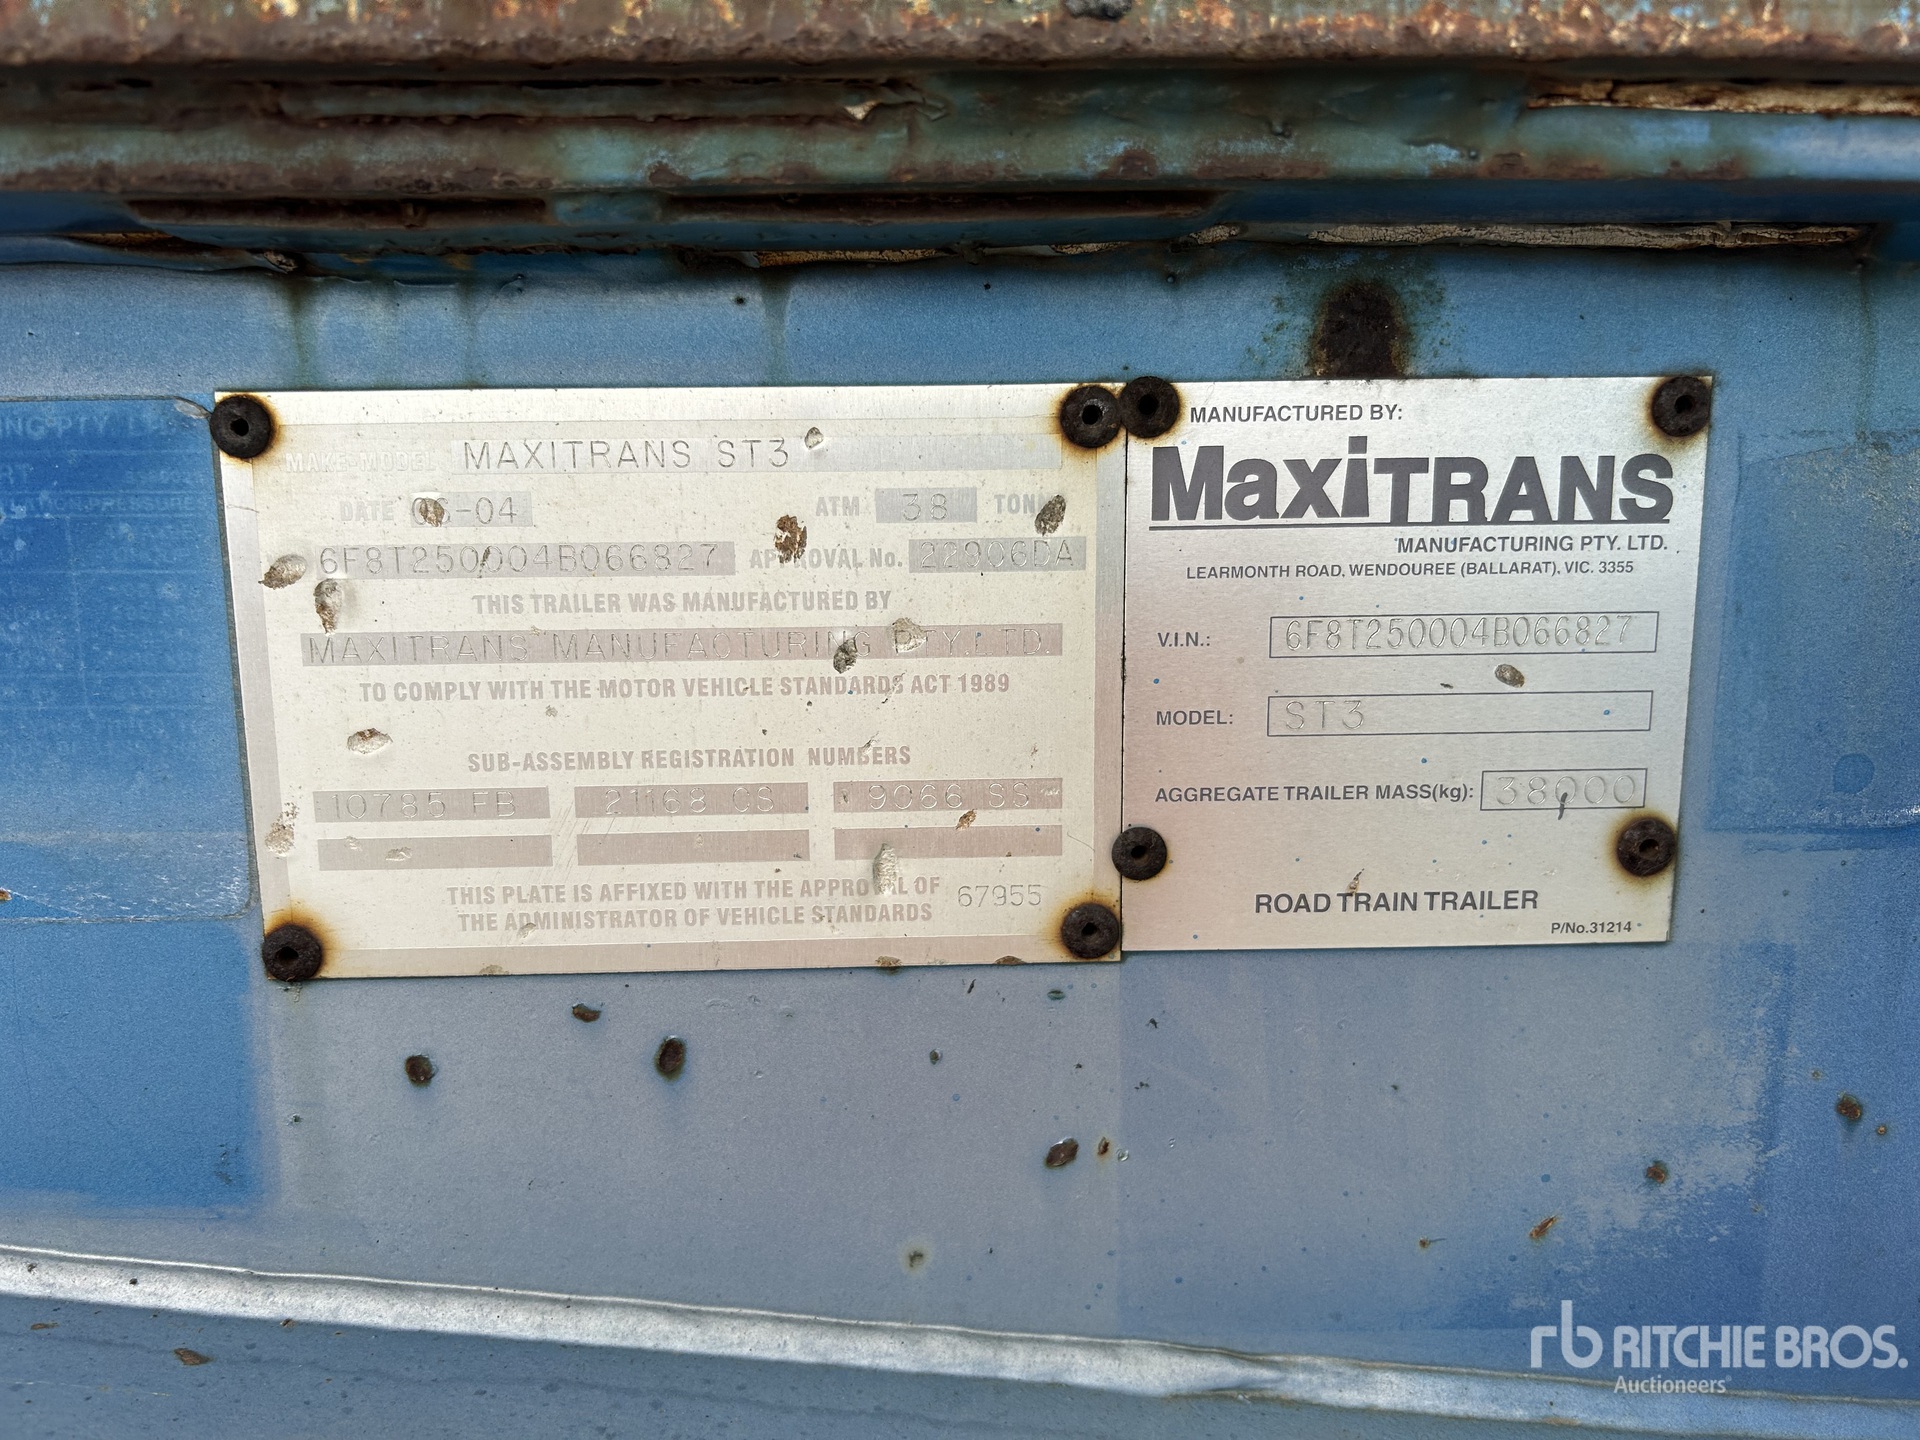 MAKE-MODEL MAXITRANS ST3
DATE 06-04 ATM 38
6F8T250004B066827 APPROVAL No. 22906DA
THIS TRAILER WAS MANUFACTURED BY
MAXITRANS MANUFACTURING PTY.LTD.
TO COMPLY WITH THE MOTOR VEHICLE STANDARDS ACT 1989
SUB-ASSEMBLY REGISTRATION NUMBERS
10785 FB 21168 CS 9066 SS
THIS PLATE IS AFFIXED WITH THE APPROVAL OF
THE ADMINISTRATOR OF VEHICLE STANDARDS 67955
MANUFACTURED BY:
MaxiTRANS
MANUFACTURING PTY. LTD.
LEARMONTH ROAD, WENDOUREE (BALLARAT), VIC. 3355
V.I.N.: 6F8T250004B066827
MODEL: ST3
AGGREGATE TRAILER MASS(kg): 38000
ROAD TRAIN TRAILER
P/No.31214
rb RITCHIE BROS.
Auctioneers